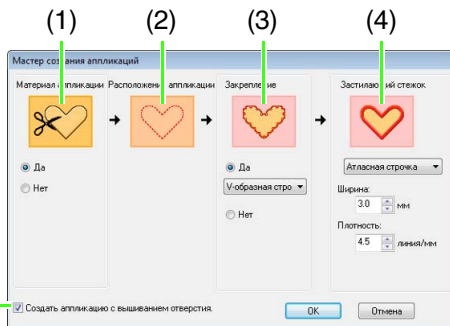 (1) (2) (3) (4)
Мастер создания аппликаций
Материал аппликации Расположение аппликации Закрепление Застилающий стежок
Да Да Атласная строчка
Нет V-образная стро Ширина:
3.0 мм
Нет Плотность:
4.5 линия/мм
Создать аппликацию с вышиванием отверстия. OK Отмена